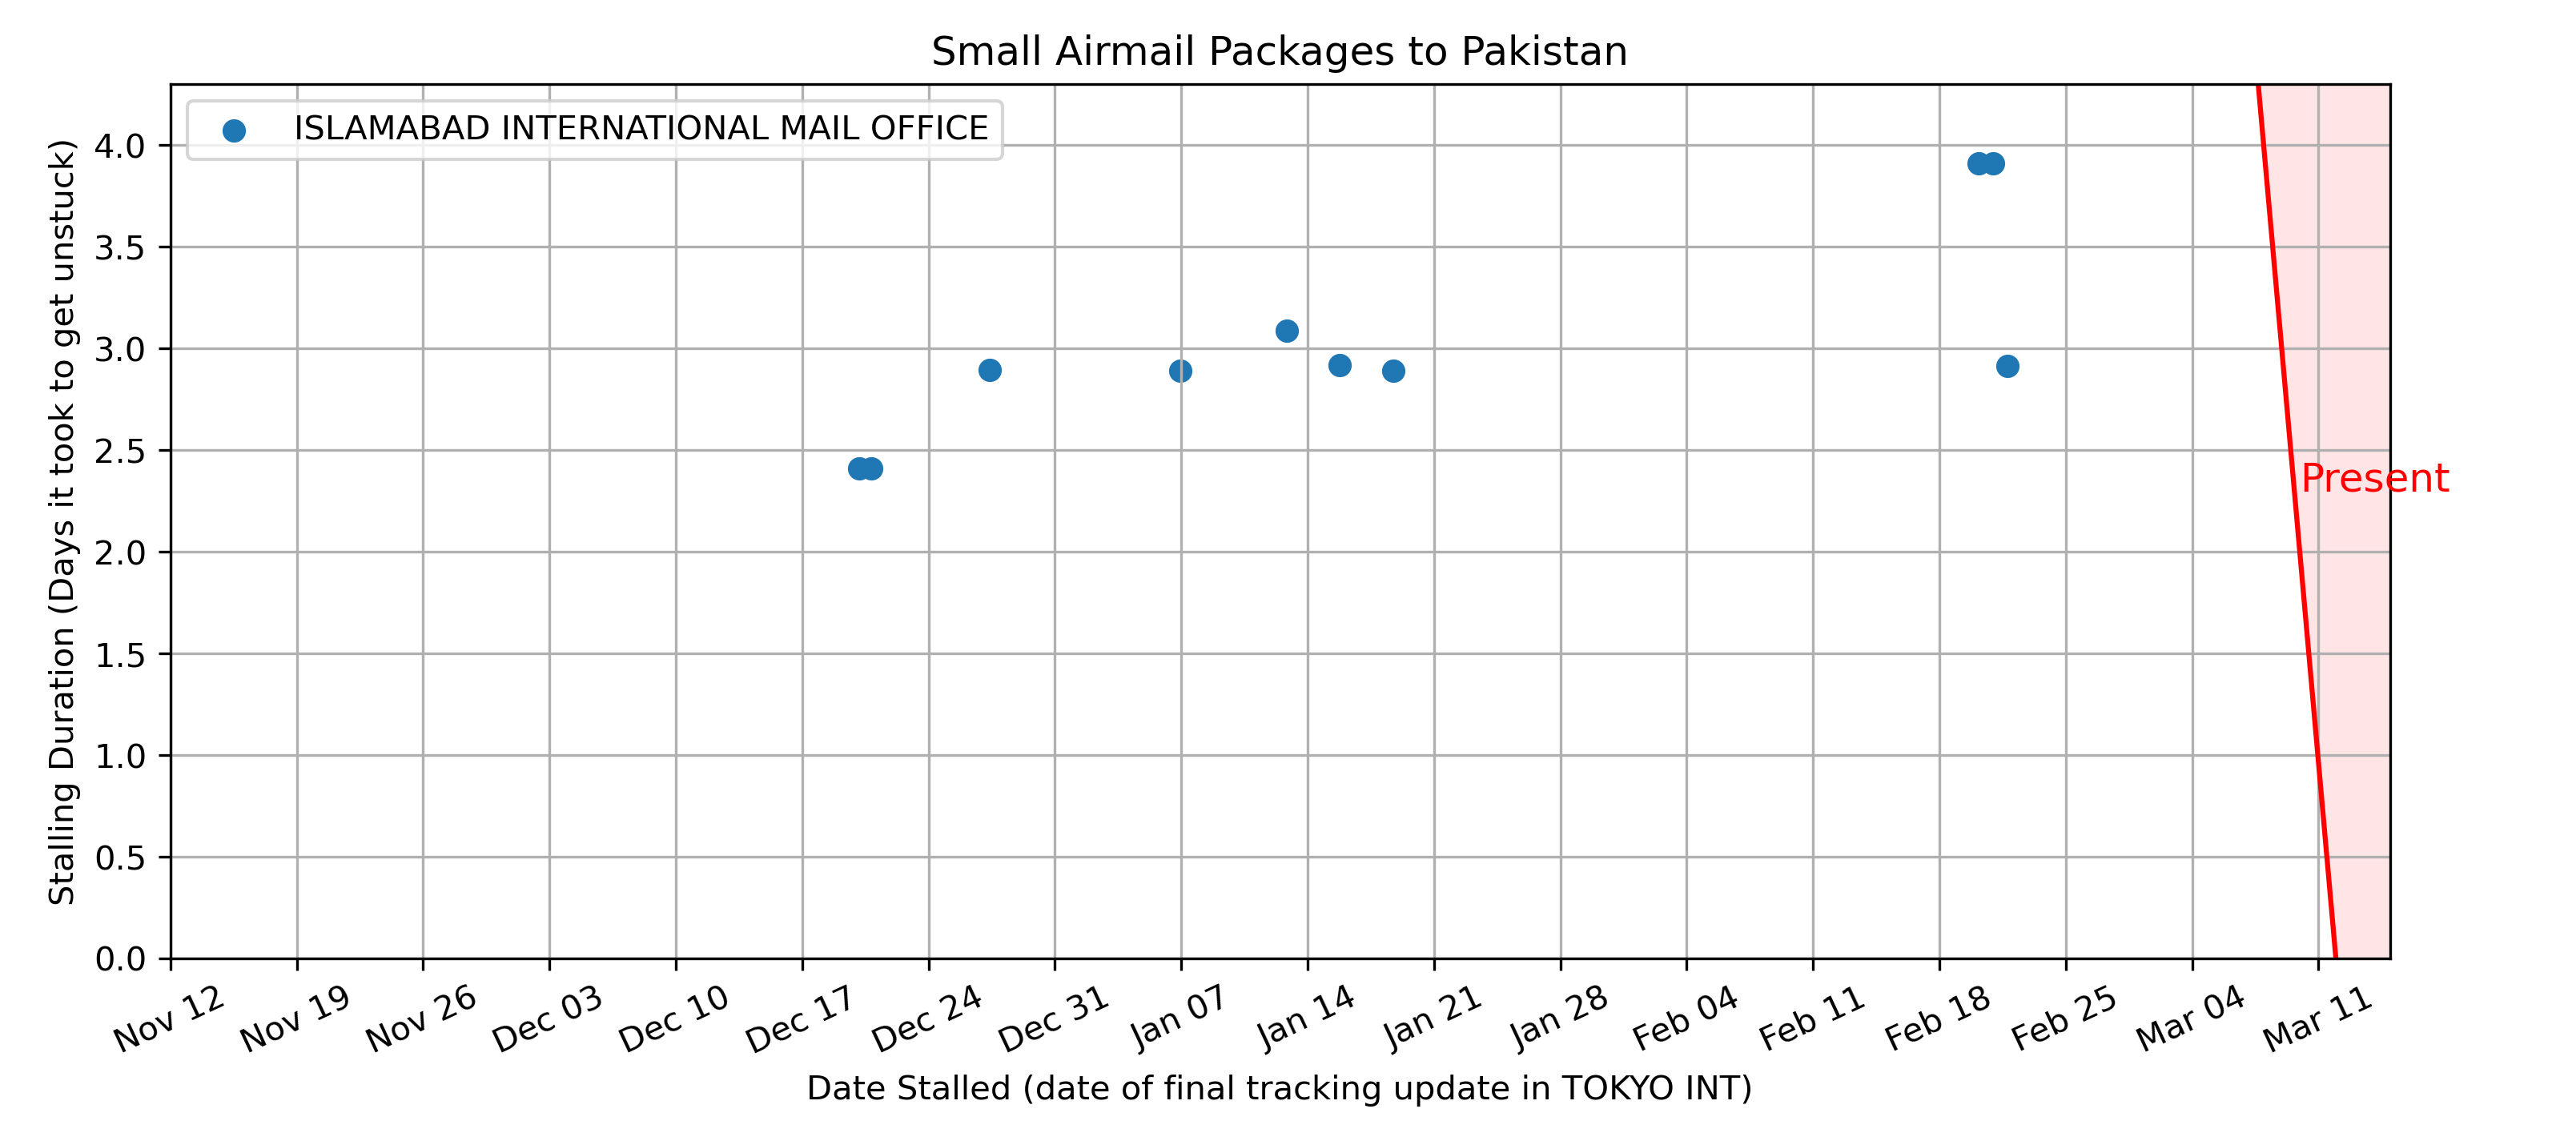 Small Airmail Packages to Pakistan
ISLAMABAD INTERNATIONAL MAIL OFFICE
Stalling Duration (Days it took to get unstuck)
4.0
3.5
3.0
2.5
2.0
1.5
1.0
0.5
0.0
Present
Nov 12
Nov 19
Nov 26
Dec 03
Dec 10
Dec 17
Dec 24
Dec 31
Jan 07
Jan 14
Jan 21
Jan 28
Feb 04
Feb 11
Feb 18
Feb 25
Mar 04
Mar 11
Date Stalled (date of final tracking update in TOKYO INT)